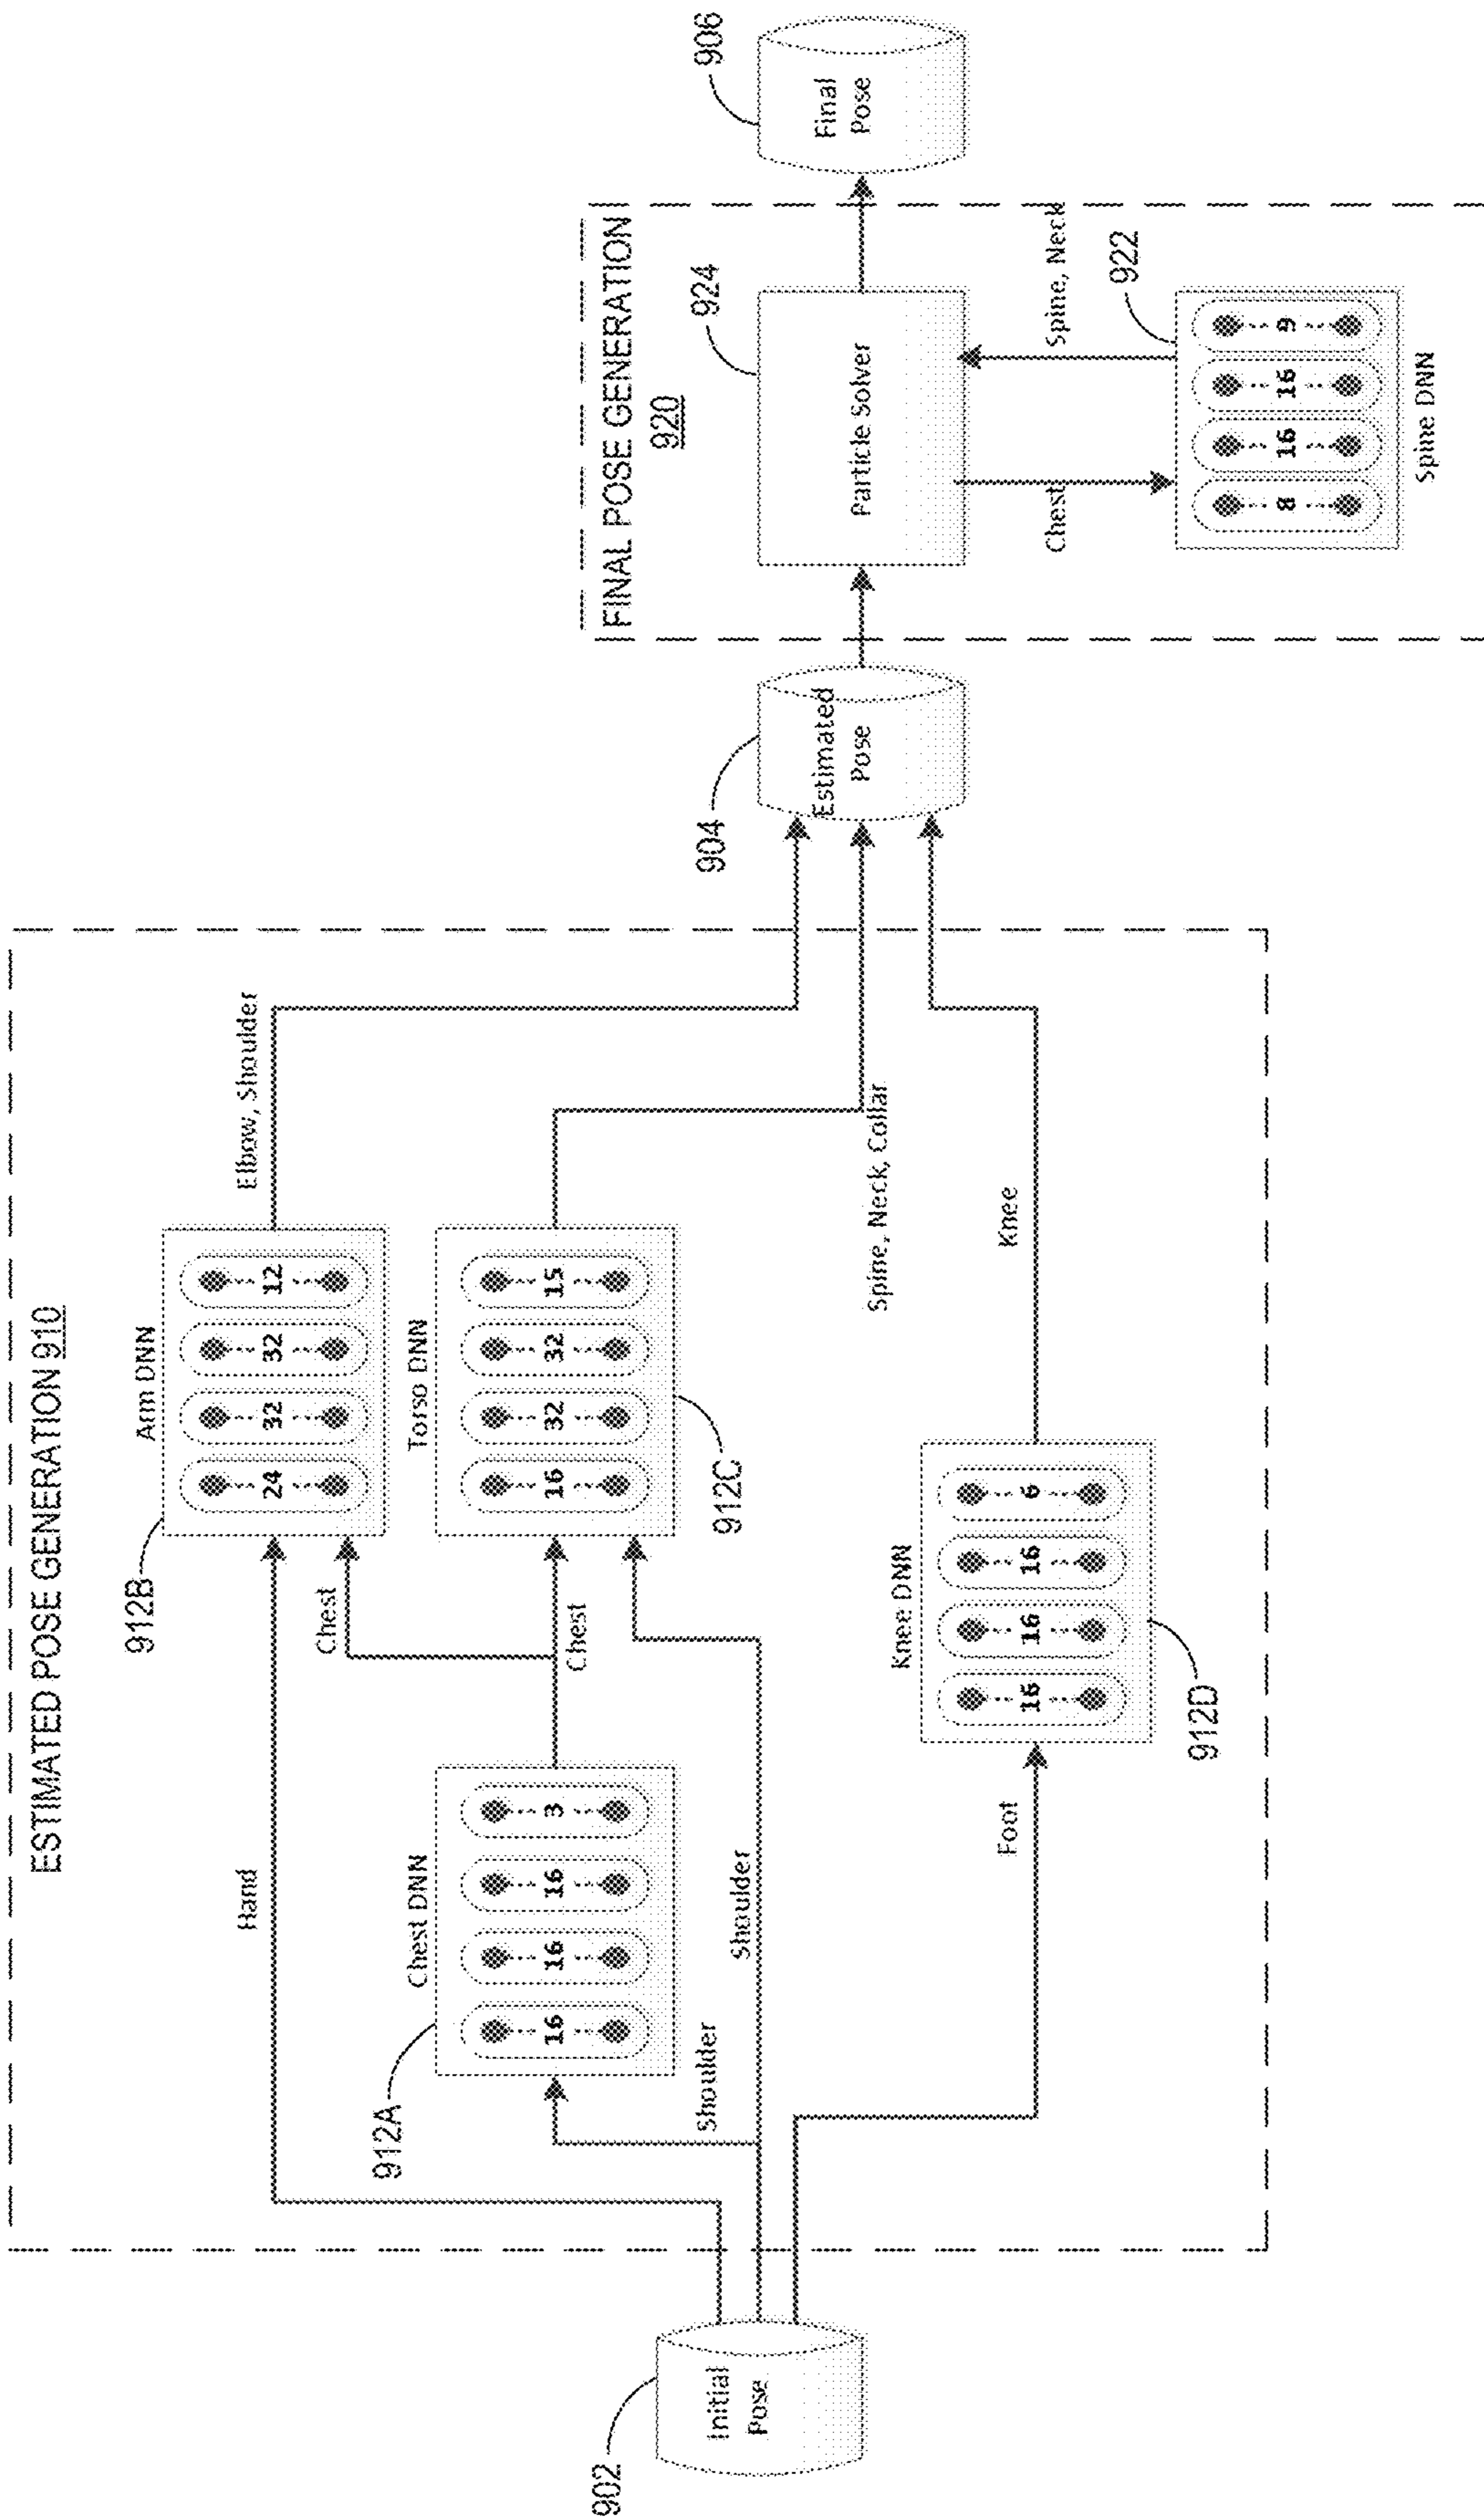 ESTIMATED POSE GENERATION 910
902
Initial
Pose
Hand
Shoulder
Shoulder
Foot
912A
Chest DNN
16
16
16
3
Chest
Chest
912B
Arm DNN
24
32
32
12
Elbow, Shoulder
Torso DNN
16
32
32
15
912C
Spine, Neck, Collar
Knee DNN
16
16
16
6
912D
Knee
904
Estimated
Pose
FINAL POSE GENERATION
920
924
Particle Solver
Chest
Spine, Neck
922
8
16
16
9
Spine DNN
906
Final
Pose